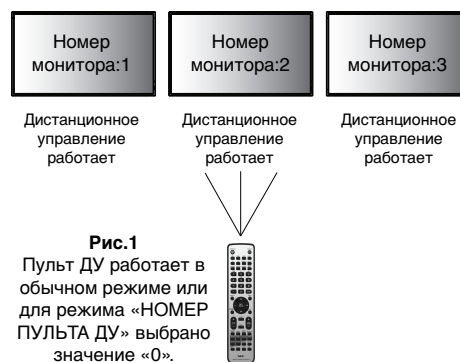 Номер
монитора:1
Номер
монитора:2
Номер
монитора:3
Дистанционное
управление
работает
Дистанционное
управление
работает
Дистанционное
управление
работает
Рис.1
Пульт ДУ работает в
обычном режиме или
для режима «НОМЕР
ПУЛЬТА ДУ» выбрано
значение «0».